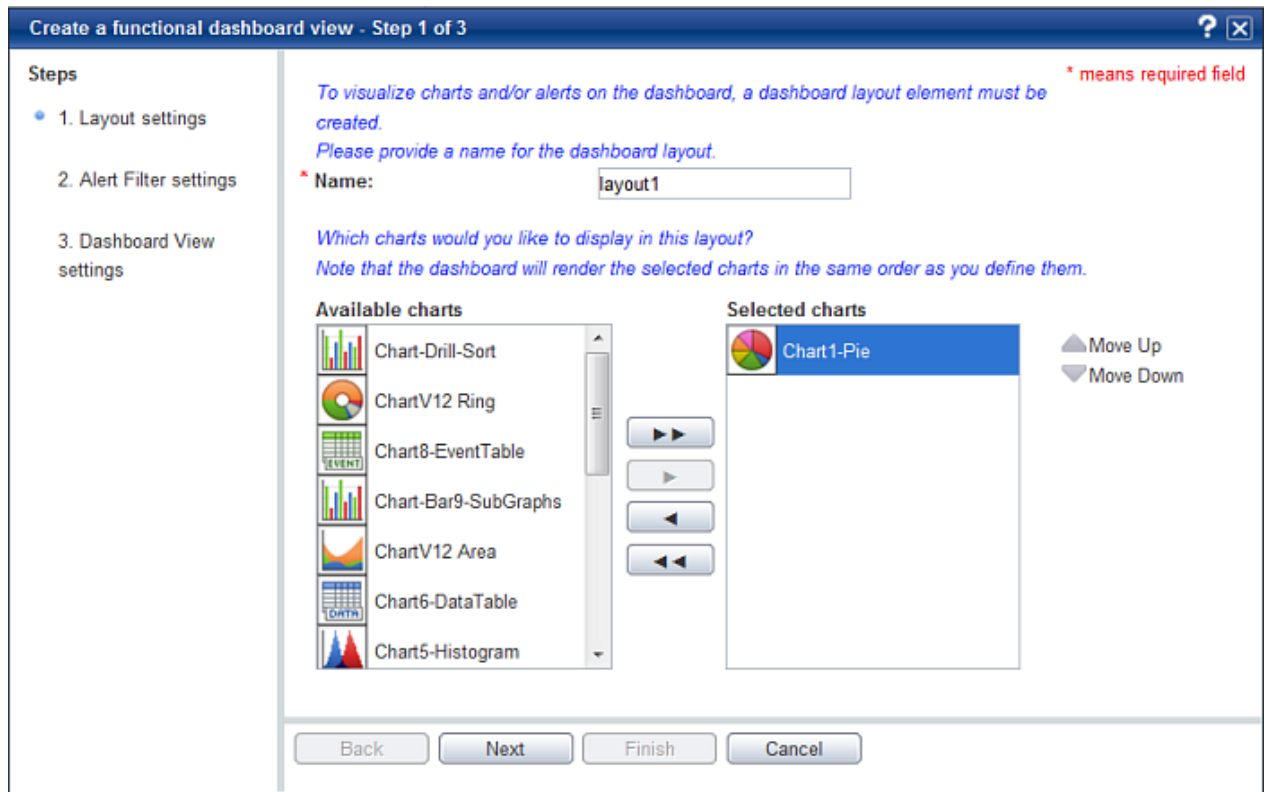 Create a functional dashboard view - Step 1 of 3
?
Steps
1. Layout settings
2. Alert Filter settings
3. Dashboard View
settings
* means required field
To visualize charts and/or alerts on the dashboard, a dashboard layout element must be
created.
Please provide a name for the dashboard layout.
* Name:
layout1
Which charts would you like to display in this layout?
Note that the dashboard will render the selected charts in the same order as you define them.
Available charts
Chart-Drill-Sort
ChartV12 Ring
EVENT
Chart8-EventTable
Chart-Bar9-SubGraphs
ChartV12 Area
DATA
Chart6-DataTable
Chart5-Histogram
Selected charts
Chart1-Pie
Move Up
Move Down
Back
Next
Finish
Cancel